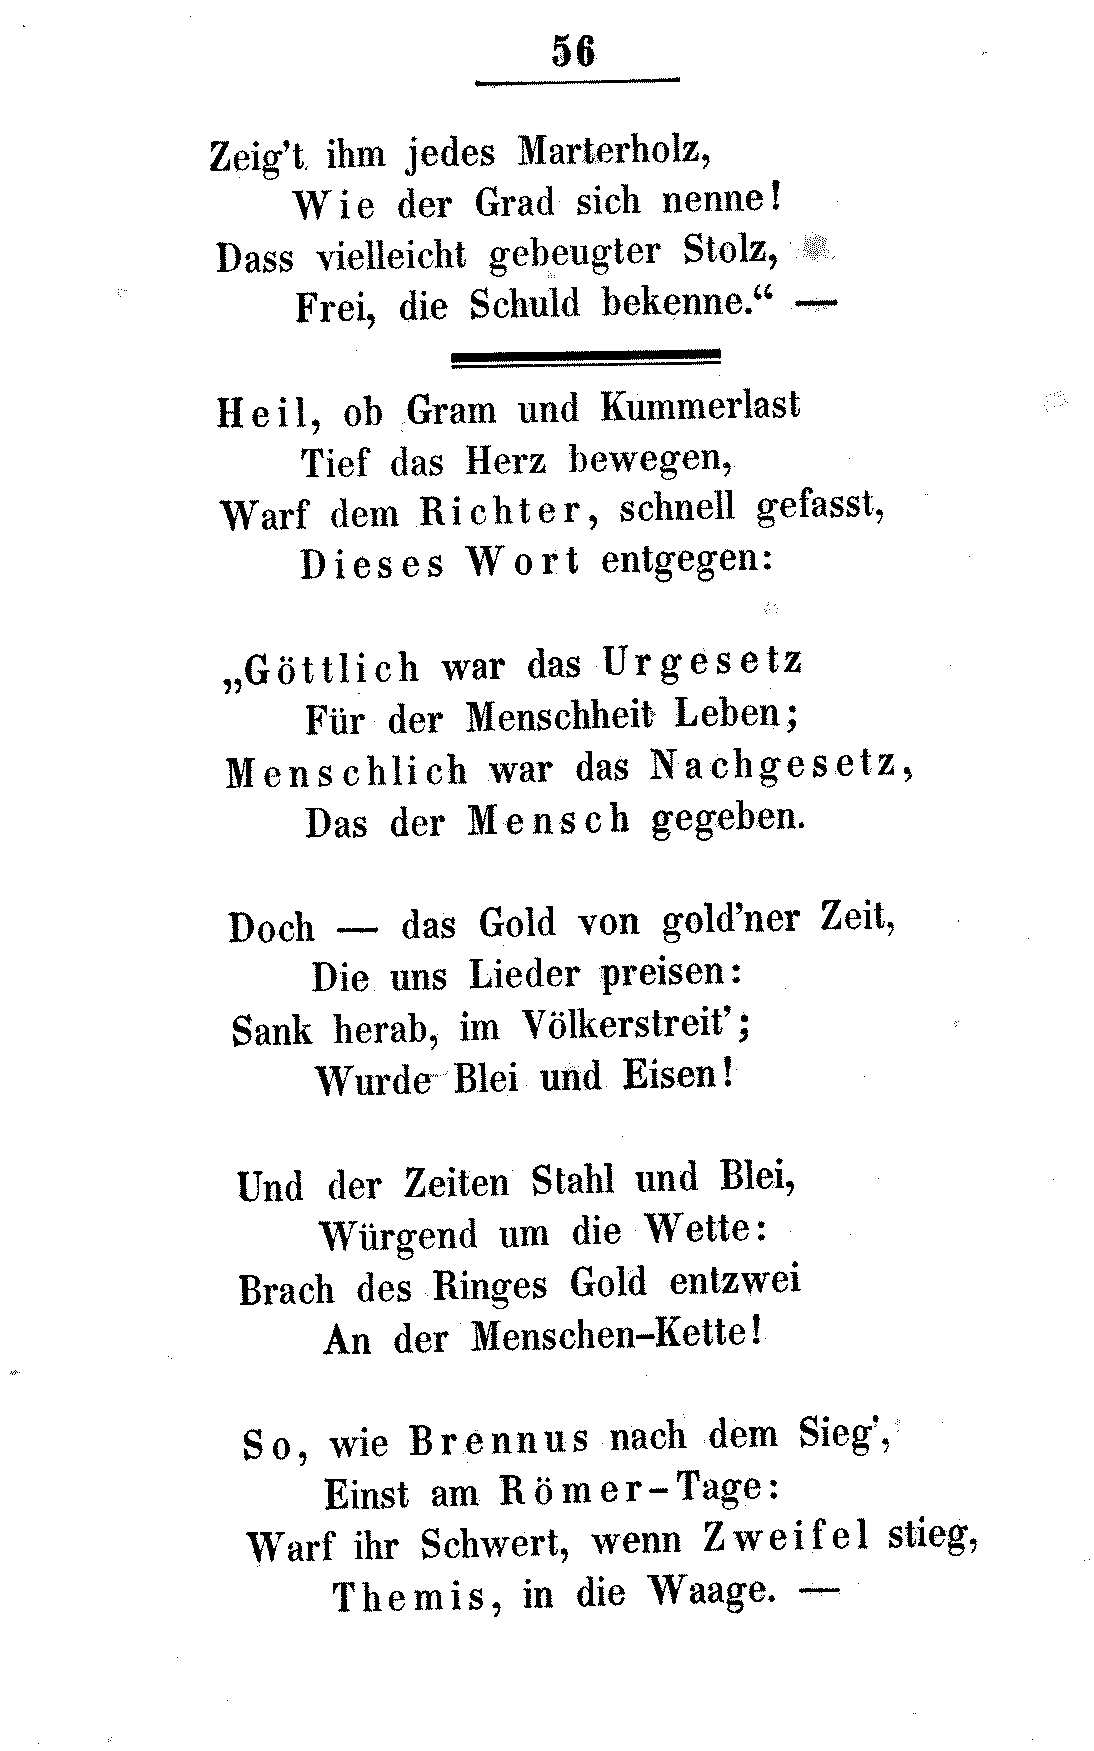 56
Zeig't ihm jedes Marterholz,
Wie der Grad sich nenne!
Dass vielleicht gebeugter Stolz,
Frei, die Schuld bekenne.“ —
Heil, ob Gram und Kummerlast
Tief das Herz bewegen,
Warf dem Richter, schnell gefasst,
Dieses Wort entgegen:
„Göttlich war das Urgesetz
Für der Menschheit Leben;
Menschlich war das Nachgesetz,
Das der Mensch gegeben.
Doch — das Gold von gold'ner Zeit,
Die uns Lieder preisen:
Sank herab, im Völkerstreit';
Wurde Blei und Eisen!
Und der Zeiten Stahl und Blei,
Würgend um die Wette:
Brach des Ringes Gold entzwei
An der Menschen-Kette!
So, wie Brennus nach dem Sieg',
Einst am Römer-Tage:
Warf ihr Schwert, wenn Zweifel stieg,
Themis, in die Waage. —